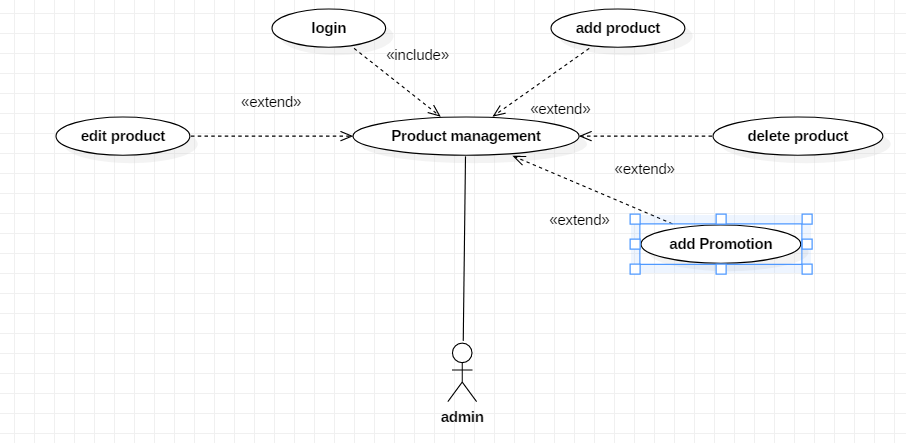 login
add product
«include»
«extend»
«extend»
edit product
Product management
delete product
«extend»
«extend»
add Promotion
admin